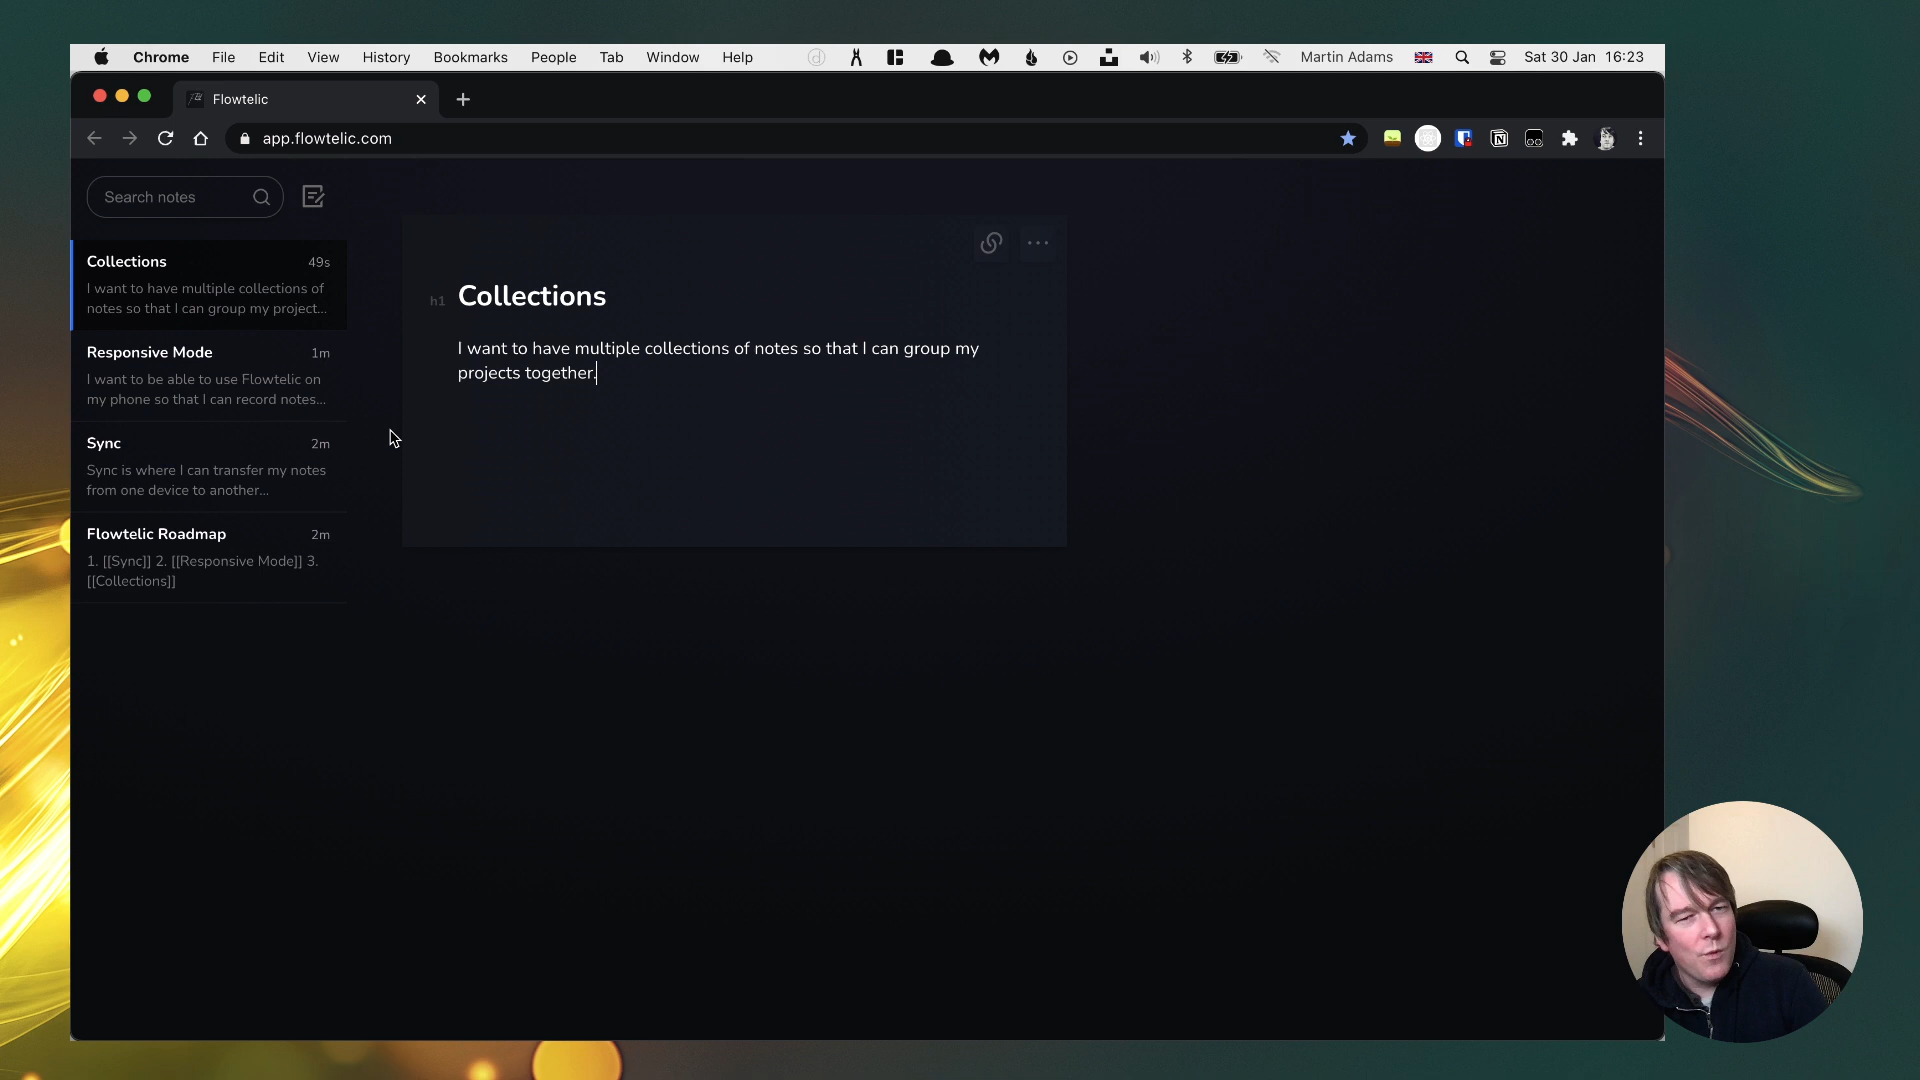 Chrome File Edit View History Bookmarks People Tab Window Help Martin Adams Sat 30 Jan 16:23
Flowtelic
app.flowtelic.com
Search notes
Collections 49s
I want to have multiple collections of
notes so that I can group my project...
Responsive Mode 1m
I want to be able to use Flowtelic on
my phone so that I can record notes...
Sync 2m
Sync is where I can transfer my notes
from one device to another...
Flowtelic Roadmap 2m
1. [[Sync]] 2. [[Responsive Mode]] 3.
[[Collections]]
h1 Collections
I want to have multiple collections of notes so that I can group my
projects together.